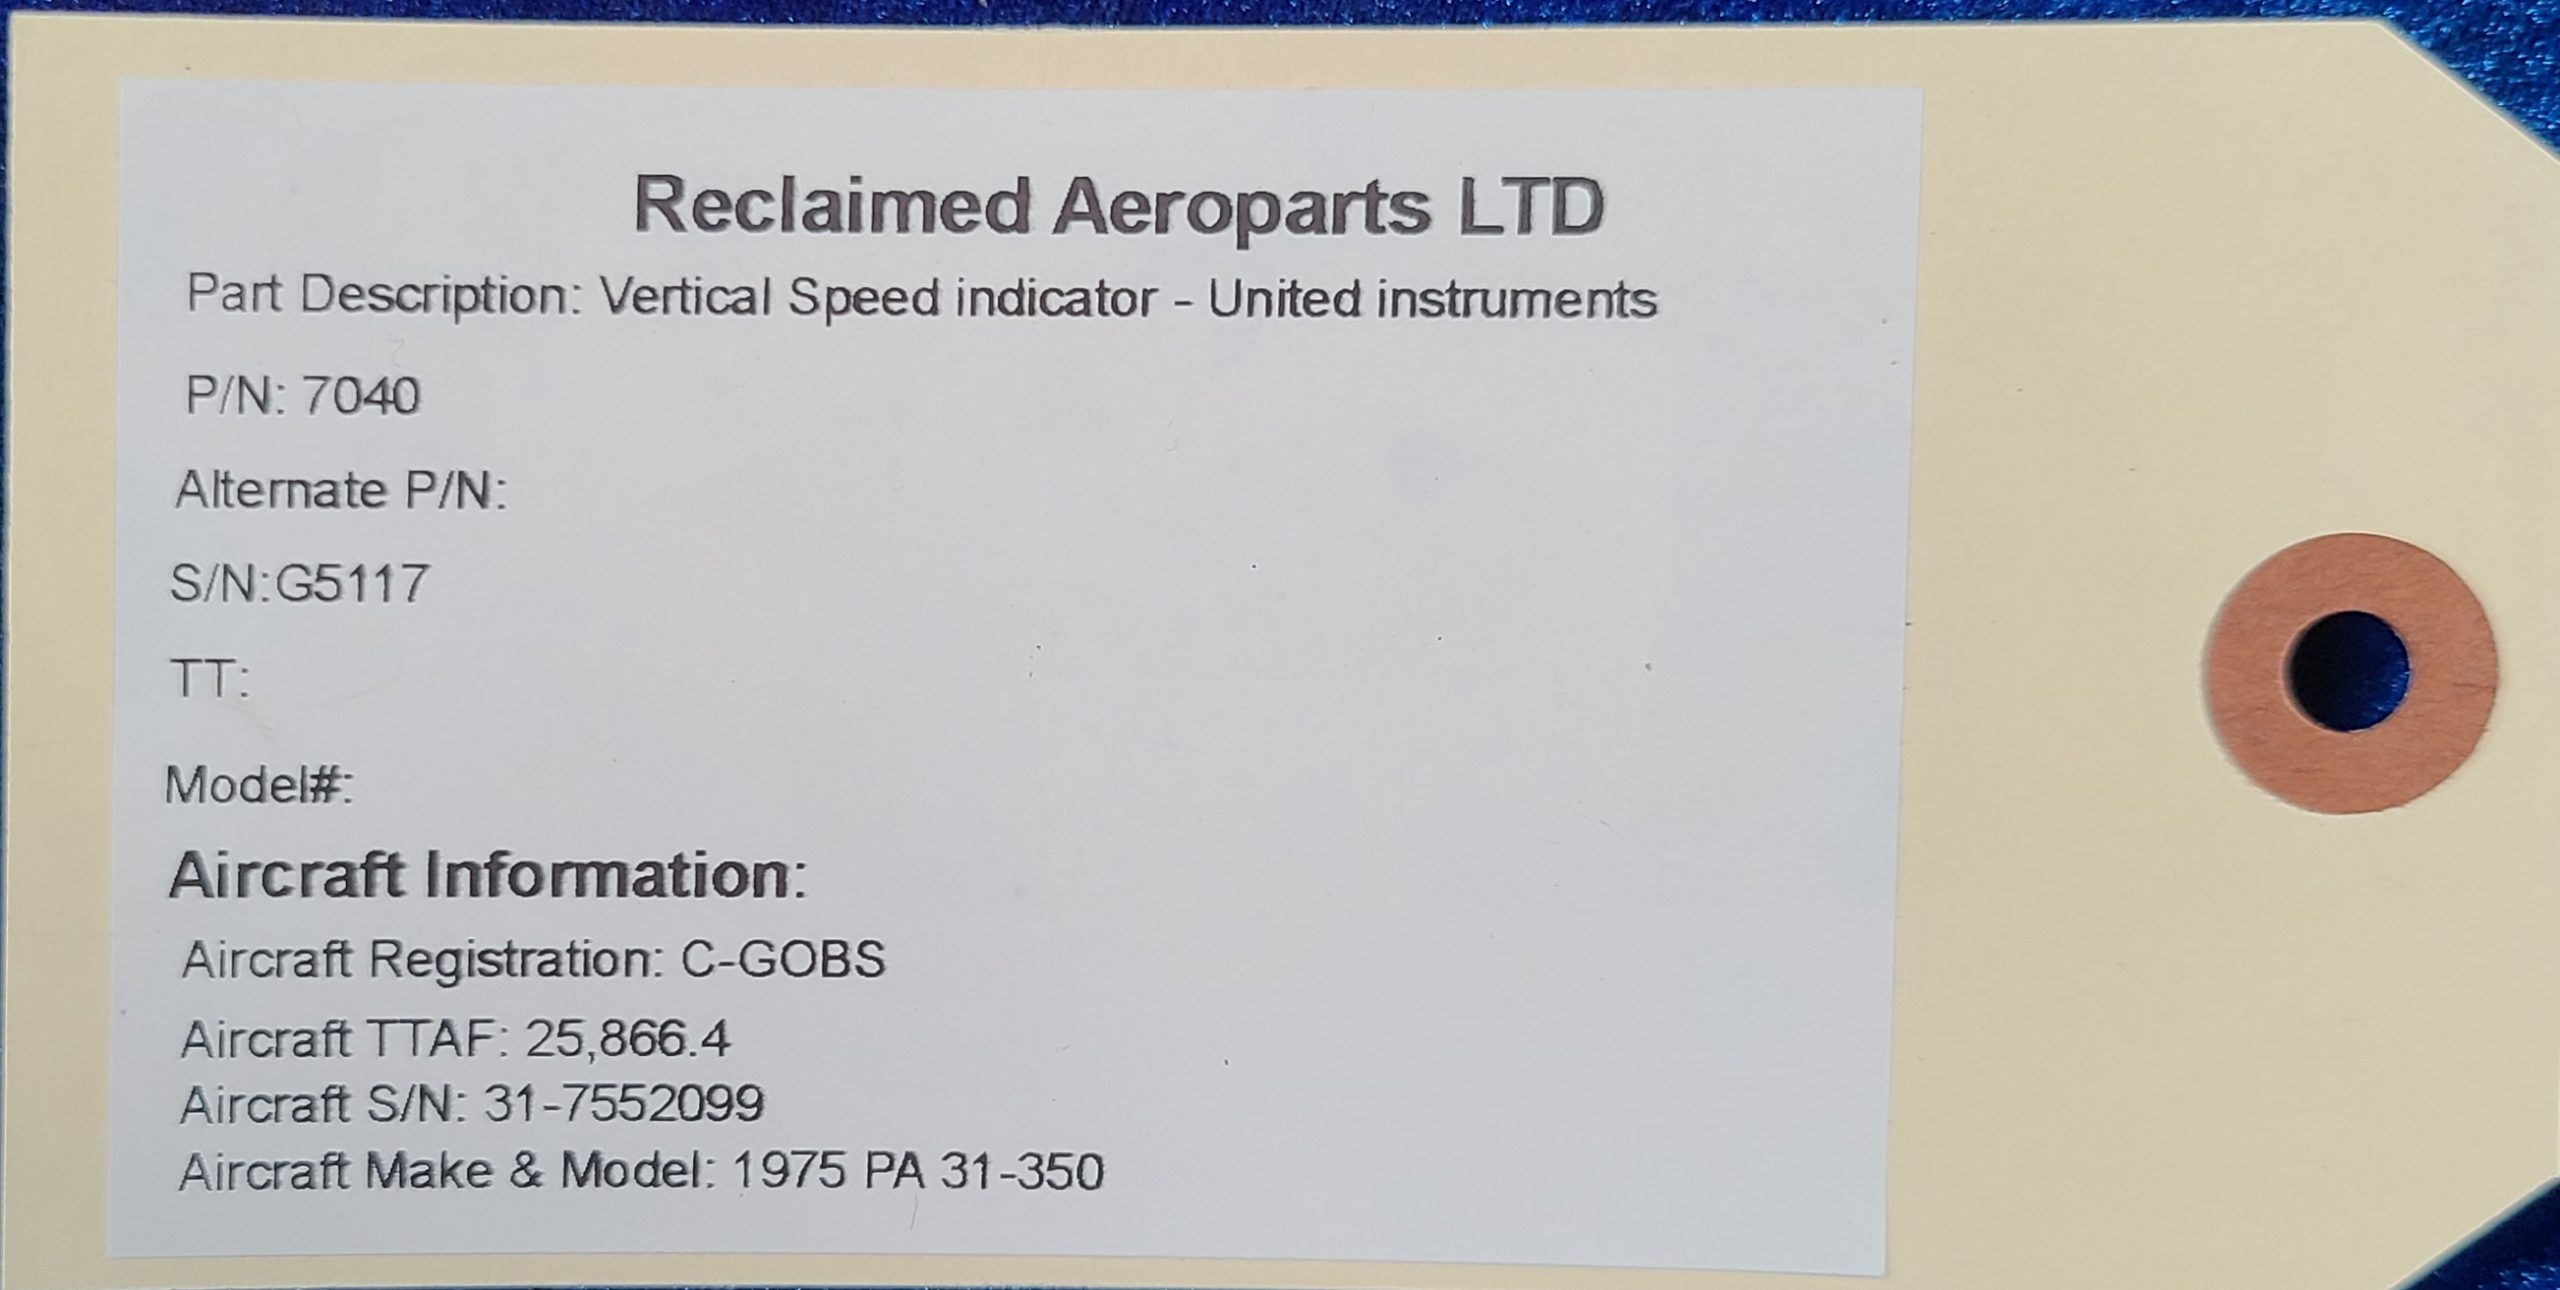 Reclaimed Aeroparts LTD
Part Description: Vertical Speed indicator - United instruments
P/N: 7040
Alternate P/N:
S/N:G5117
TT:
Model#:
Aircraft Information:
Aircraft Registration: C-GOBS
Aircraft TTAF: 25,866.4
Aircraft S/N: 31-7552099
Aircraft Make & Model: 1975 PA 31-350